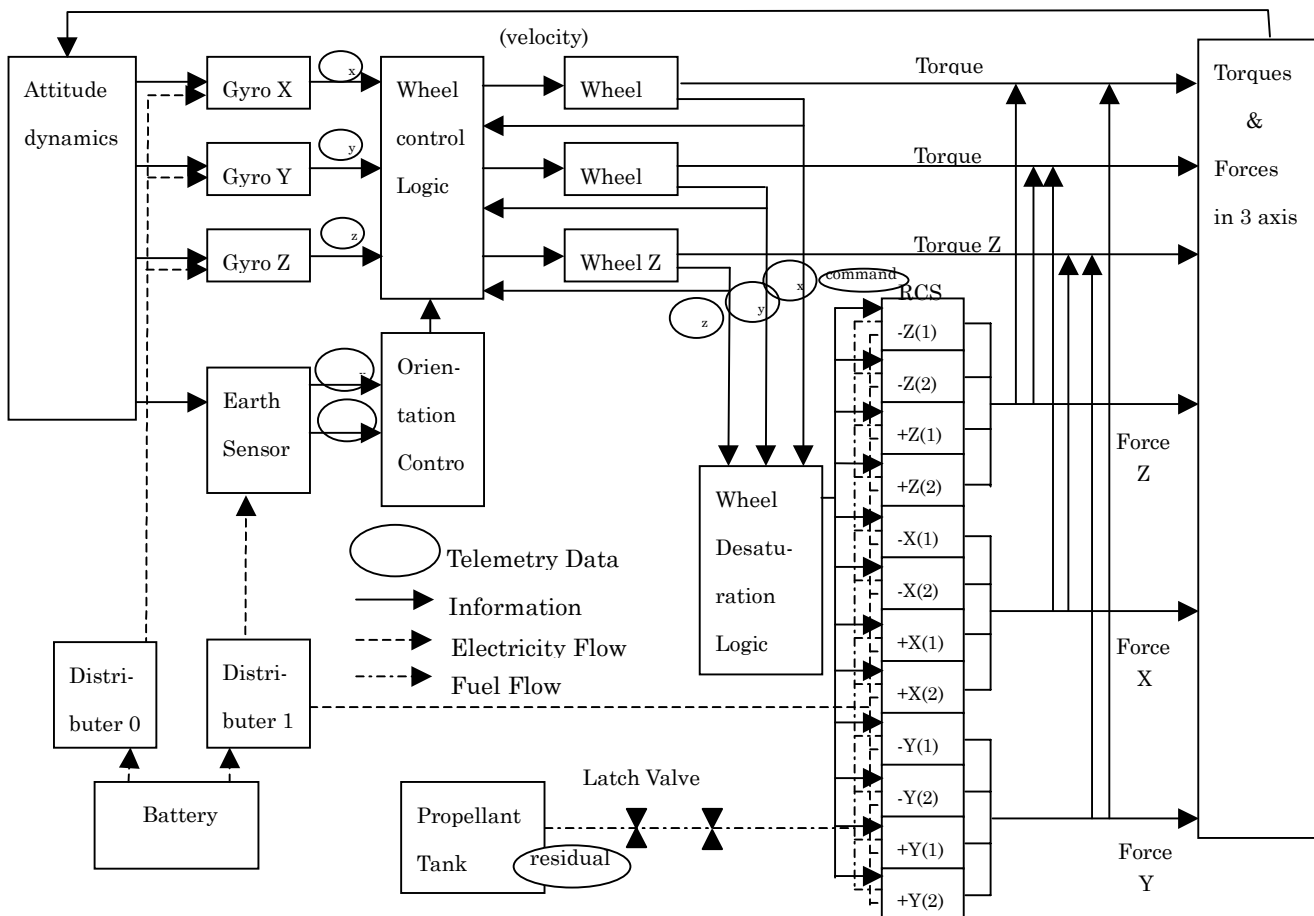 (velocity)
Attitude
dynamics
Gyro X
x
Wheel
control
Logic
Wheel
Torque
Torques
&
Forces
in 3 axis
Gyro Y
y
Wheel
Torque
Gyro Z
z
Wheel Z
Torque Z
z
y
x
command
RCS
-Z(1)
-Z(2)
+Z(1)
+Z(2)
-X(1)
-X(2)
+X(1)
+X(2)
-Y(1)
-Y(2)
+Y(1)
+Y(2)
Earth
Sensor
Orien-
tation
Contro
Force
Z
Wheel
Desatu-
ration
Logic
Telemetry Data
Information
Electricity Flow
Fuel Flow
Force
X
Distri-
buter 0
Distri-
buter 1
Battery
Latch Valve
Propellant
Tank
residual
Force
Y